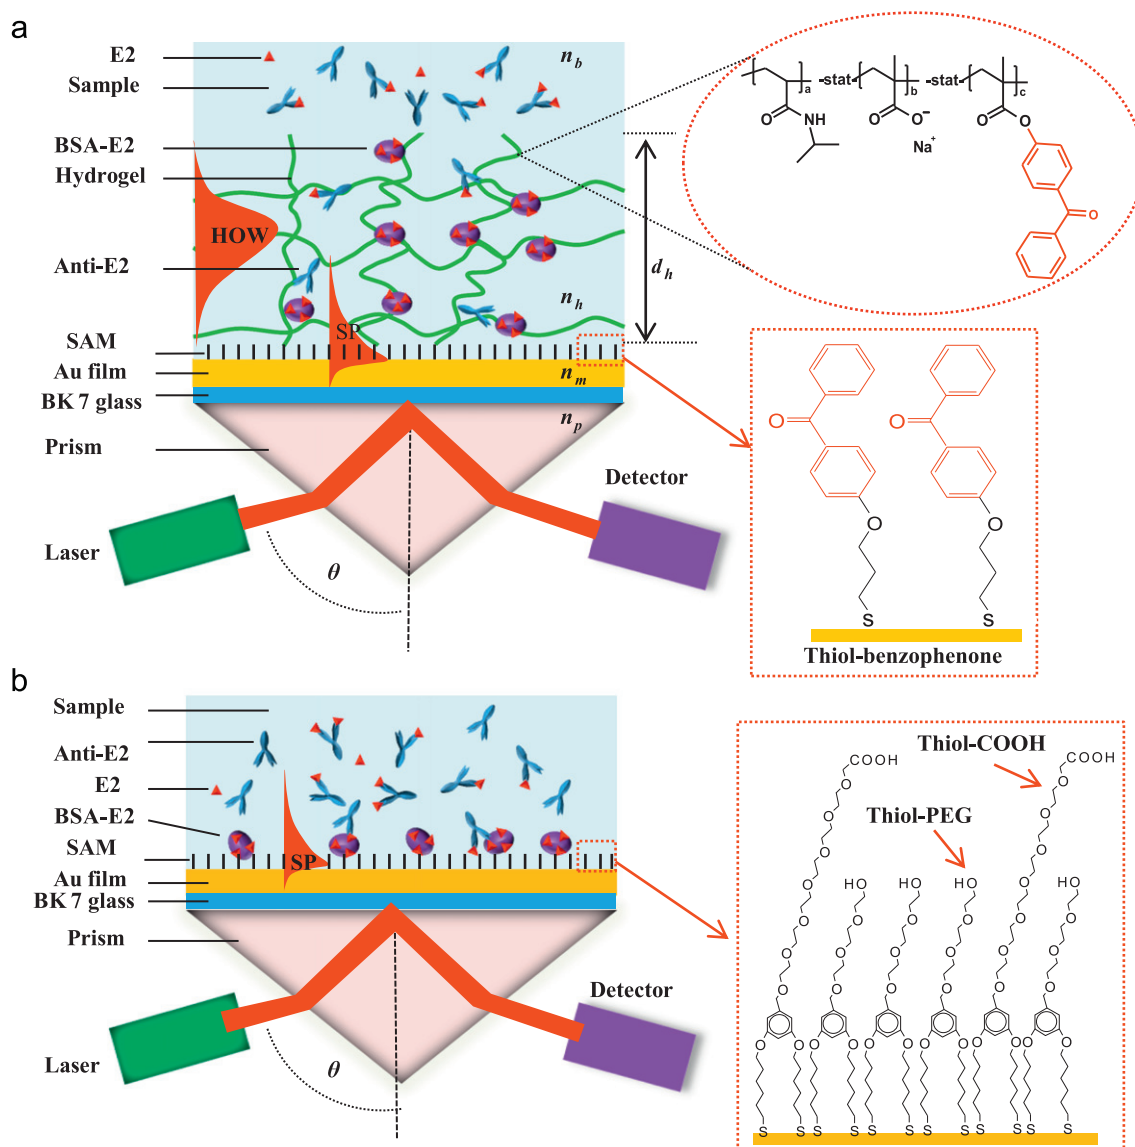 a
E2
Sample
BSA-E2
Hydrogel
HOW
Anti-E2
SP
SAM
Au film
BK 7 glass
Prism
Laser
θ
Detector
n_b
n_h
d_h
n_m
n_p
a -stat- b -stat- c
O NH
O O⁻
Na⁺
O O
O
O O
O O
S S
Thiol-benzophenone
b
Sample
Anti-E2
E2
BSA-E2
SAM
SP
Au film
BK 7 glass
Prism
Laser
θ
Detector
Thiol-COOH
COOH COOH
Thiol-PEG
HO HO HO HO
O O O O O O
S S S S S S S S S S S S